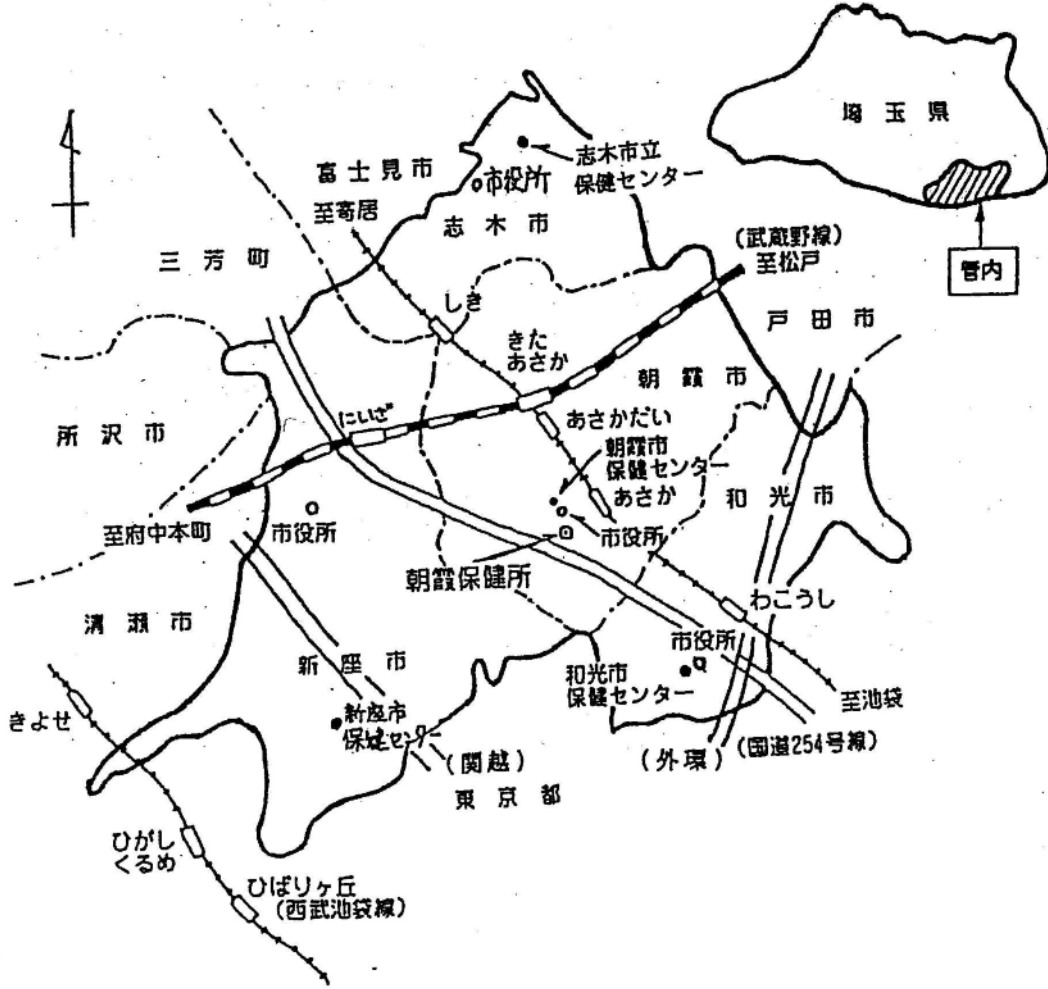 埼玉県
管内
富士見市
市役所
志木市立
保健センター
至寄居
志木市
三芳町
(武蔵野線)
至松戸
しき
戸田市
きた
あさか
朝霞市
所沢市
にいざ
あさかだい
朝霞市
保健センター
あさか
和光市
至府中本町
市役所
市役所
朝霞保健所
わこうし
清瀬市
市役所
新座市
和光市
保健センター
至池袋
きよせ
新座市
保健センター
(関越)
(外環)
(国道254号線)
東京都
ひがし
くるめ
ひばりヶ丘
(西武池袋線)